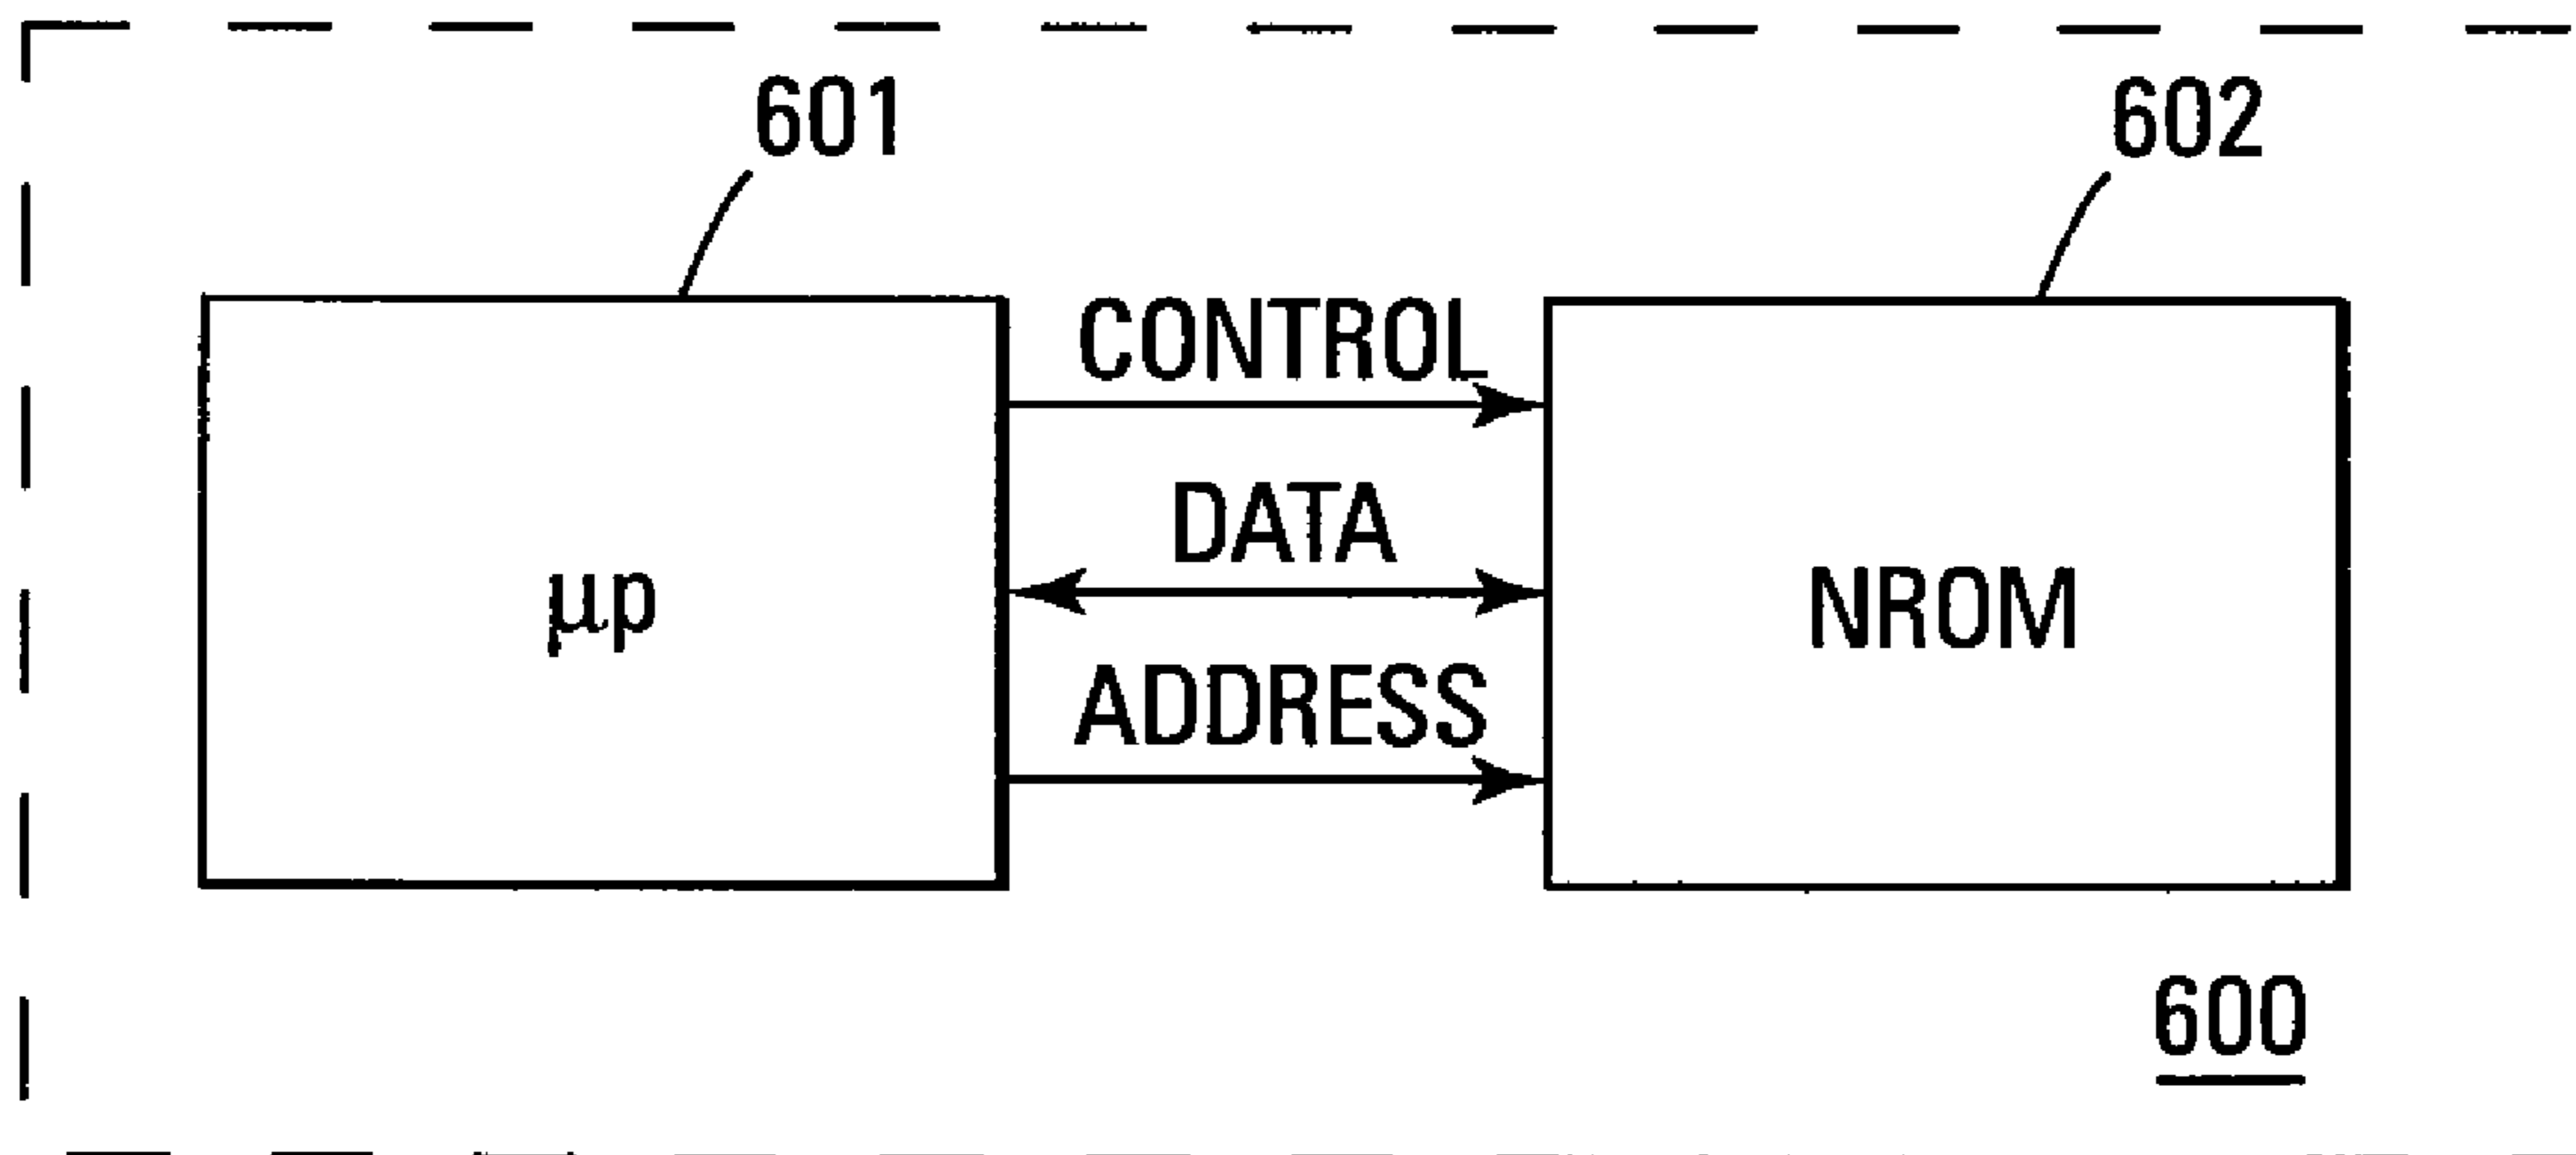 601
602
CONTROL
DATA
µp
NROM
ADDRESS
600